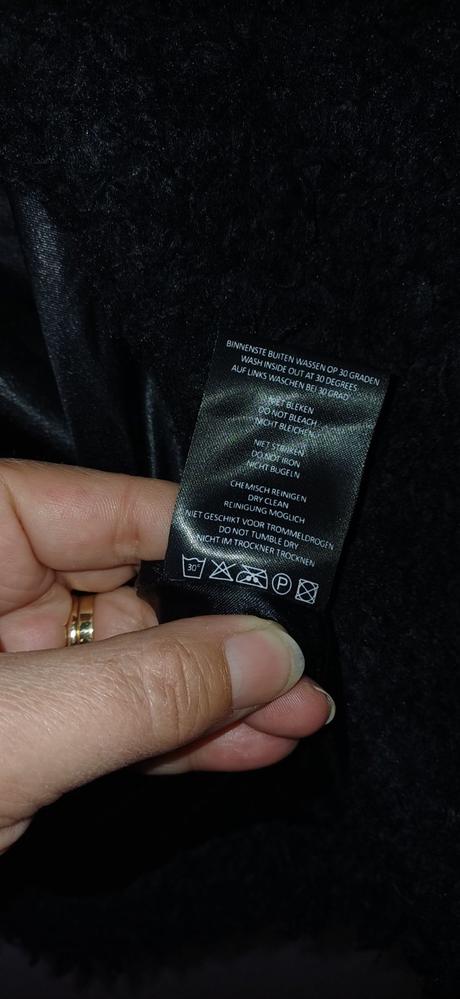 BINNENSTE BUITEN WASSEN OP 30 GRADEN
WASH INSIDE OUT AT 30 DEGREES
AUF LINKS WASCHEN BEI 30 GRAD
NIET BLEKEN
DO NOT BLEACH
NICHT BLEICHEN
NIET STRIJKEN
DO NOT IRON
NICHT BUGELN
CHEMISCH REINIGEN
DRY CLEAN
REINIGUNG MOGLICH
NIET GESCHIKT VOOR TROMMELDROGEN
DO NOT TUMBLE DRY
NICHT IM TROCKNER TROCKNEN
30° P